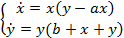 ẋ = x(y − ax)
ẏ = y(b + x + y)